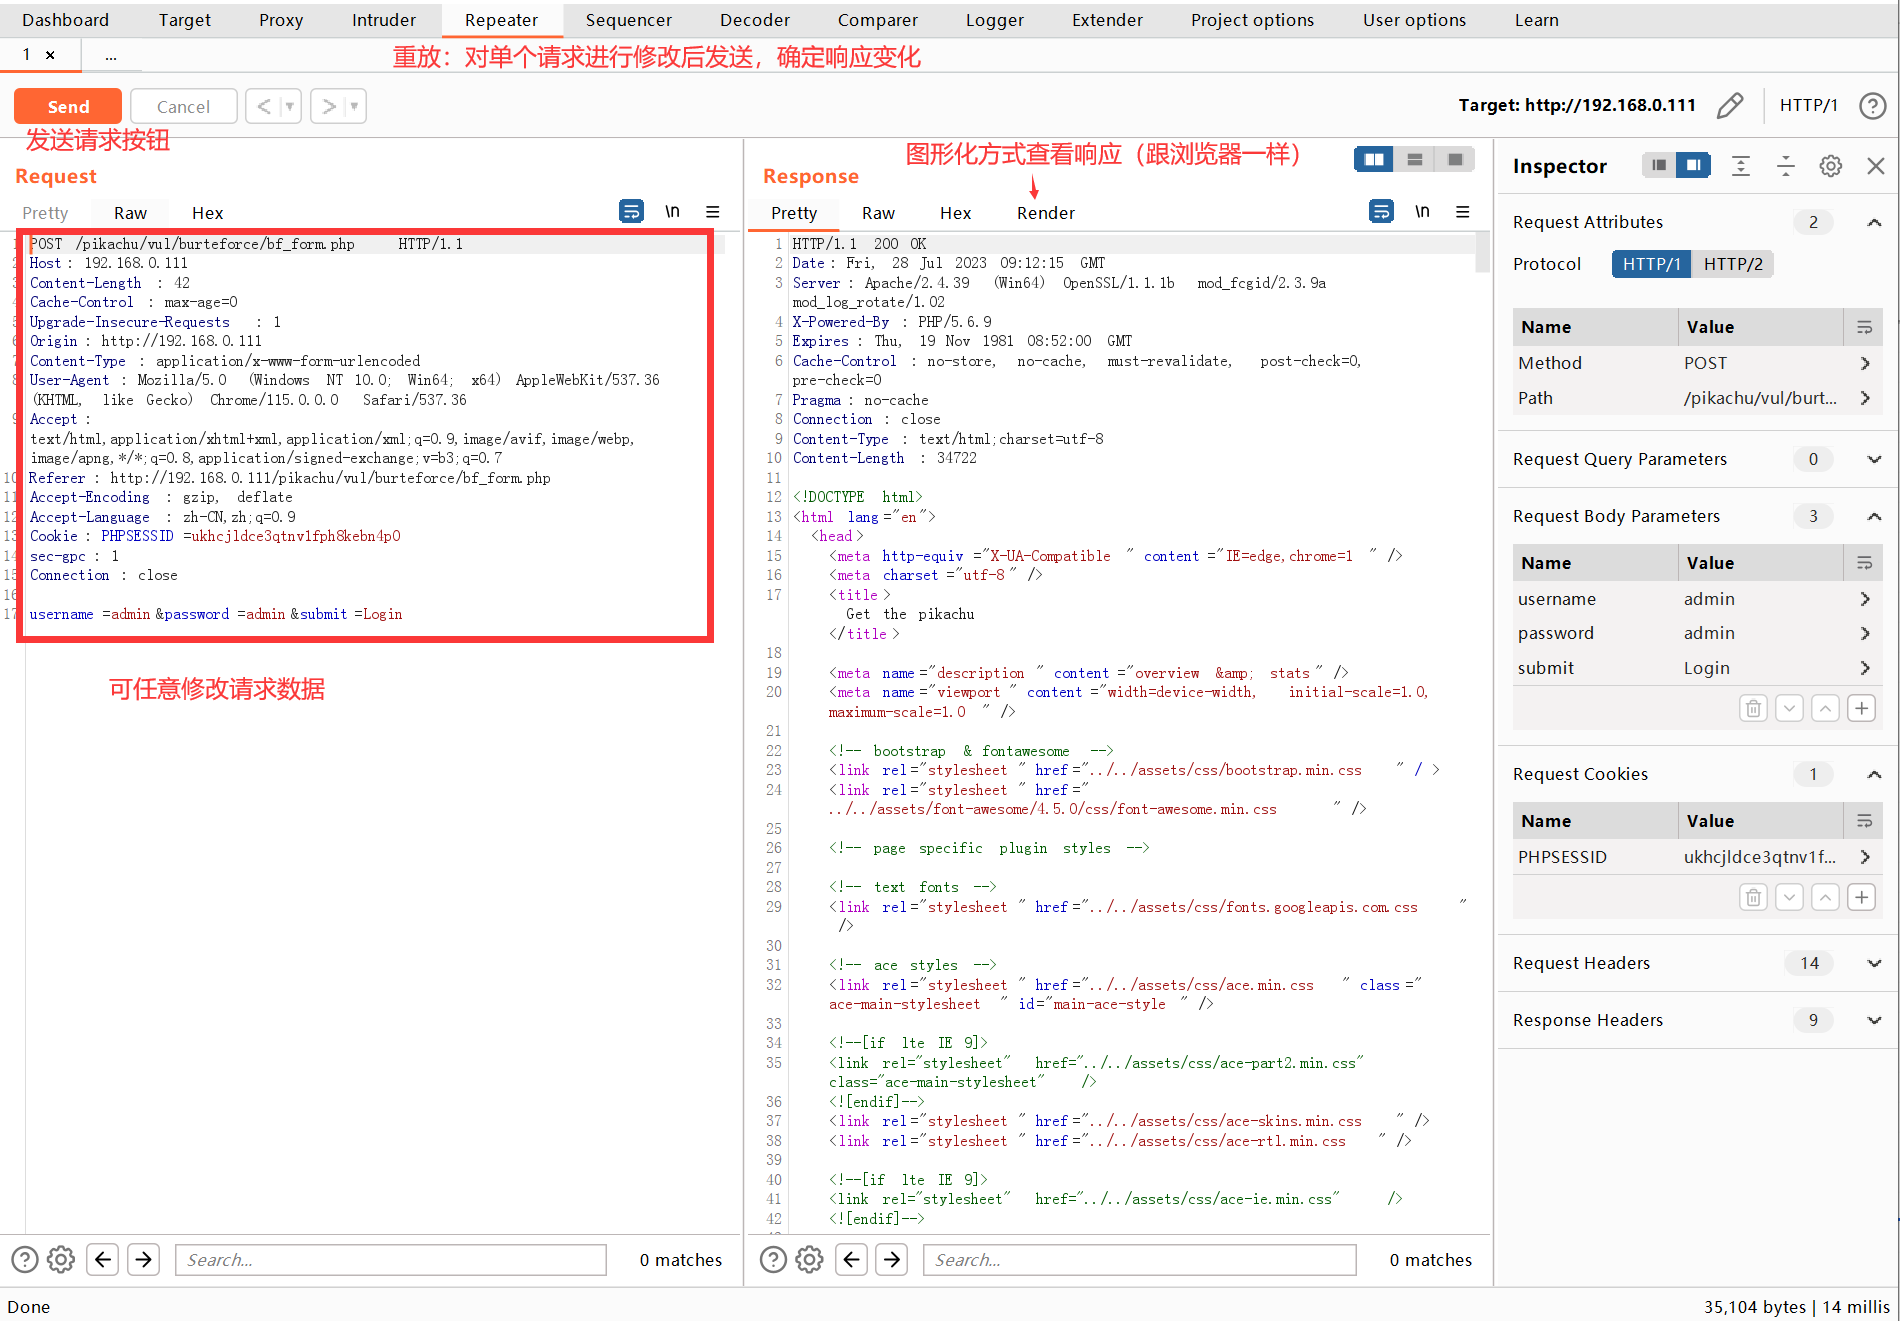 Dashboard Target Proxy Intruder Repeater Sequencer Decoder Comparer Logger Extender Project options User options Learn
1 × ...
重放：对单个请求进行修改后发送，确定响应变化
Send Cancel < > Target: http://192.168.0.111 HTTP/1
发送请求按钮
图形化方式查看响应（跟浏览器一样）
Request
Pretty Raw Hex \n
1 POST /pikachu/vul/burteforce/bf_form.php HTTP/1.1
2 Host: 192.168.0.111
3 Content-Length: 42
4 Cache-Control: max-age=0
5 Upgrade-Insecure-Requests: 1
6 Origin: http://192.168.0.111
7 Content-Type: application/x-www-form-urlencoded
8 User-Agent: Mozilla/5.0 (Windows NT 10.0; Win64; x64) AppleWebKit/537.36
(KHTML, like Gecko) Chrome/115.0.0.0 Safari/537.36
9 Accept:
text/html,application/xhtml+xml,application/xml;q=0.9,image/avif,image/webp,
image/apng,*/*;q=0.8,application/signed-exchange;v=b3;q=0.7
10 Referer: http://192.168.0.111/pikachu/vul/burteforce/bf_form.php
11 Accept-Encoding: gzip, deflate
12 Accept-Language: zh-CN,zh;q=0.9
13 Cookie: PHPSESSID=ukhcjldce3qtnv1fph8kebn4p0
14 sec-gpc: 1
15 Connection: close
16
17 username=admin&password=admin&submit=Login
可任意修改请求数据
Search... 0 matches
Response
Pretty Raw Hex Render \n
1 HTTP/1.1 200 OK
2 Date: Fri, 28 Jul 2023 09:12:15 GMT
3 Server: Apache/2.4.39 (Win64) OpenSSL/1.1.1b mod_fcgid/2.3.9a
mod_log_rotate/1.02
4 X-Powered-By: PHP/5.6.9
5 Expires: Thu, 19 Nov 1981 08:52:00 GMT
6 Cache-Control: no-store, no-cache, must-revalidate, post-check=0,
pre-check=0
7 Pragma: no-cache
8 Connection: close
9 Content-Type: text/html;charset=utf-8
10 Content-Length: 34722
11
12 <!DOCTYPE html>
13 <html lang="en">
14 <head>
15 <meta http-equiv="X-UA-Compatible" content="IE=edge,chrome=1" />
16 <meta charset="utf-8" />
17 <title>
Get the pikachu
</title>
18
19 <meta name="description" content="overview &amp; stats" />
20 <meta name="viewport" content="width=device-width, initial-scale=1.0,
maximum-scale=1.0" />
21
22 <!-- bootstrap & fontawesome -->
23 <link rel="stylesheet" href="../../assets/css/bootstrap.min.css" / >
24 <link rel="stylesheet" href="
../../assets/font-awesome/4.5.0/css/font-awesome.min.css" />
25
26 <!-- page specific plugin styles -->
27
28 <!-- text fonts -->
29 <link rel="stylesheet" href="../../assets/css/fonts.googleapis.com.css"
/>
30
31 <!-- ace styles -->
32 <link rel="stylesheet" href="../../assets/css/ace.min.css" class="
ace-main-stylesheet" id="main-ace-style" />
33
34 <!--[if lte IE 9]>
35 <link rel="stylesheet" href="../../assets/css/ace-part2.min.css"
class="ace-main-stylesheet" />
36 <![endif]-->
37 <link rel="stylesheet" href="../../assets/css/ace-skins.min.css" />
38 <link rel="stylesheet" href="../../assets/css/ace-rtl.min.css" />
39
40 <!--[if lte IE 9]>
41 <link rel="stylesheet" href="../../assets/css/ace-ie.min.css" />
42 <![endif]-->
Search... 0 matches
Inspector
Request Attributes 2
Protocol HTTP/1 HTTP/2
Name Value
Method POST
Path /pikachu/vul/burt...
Request Query Parameters 0
Request Body Parameters 3
Name Value
username admin
password admin
submit Login
Request Cookies 1
Name Value
PHPSESSID ukhcjldce3qtnv1f...
Request Headers 14
Response Headers 9
Done 35,104 bytes | 14 millis